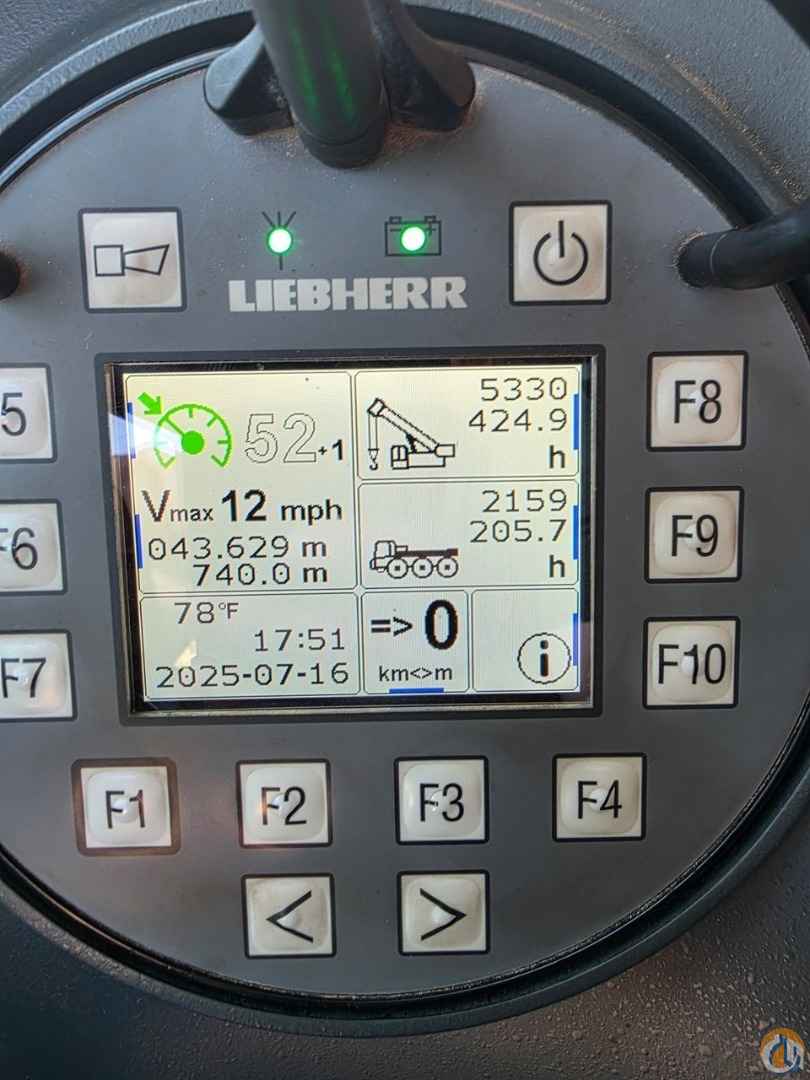 LIEBHERR
5
F8
52+1
5330
424.9
h
Vmax 12 mph
043.629 m
740.0 m
2159
205.7
h
F6
F9
78°F
17:51
2025-07-16
=> 0
km<>m
i
F7
F10
F1
F2
F3
F4
<
>